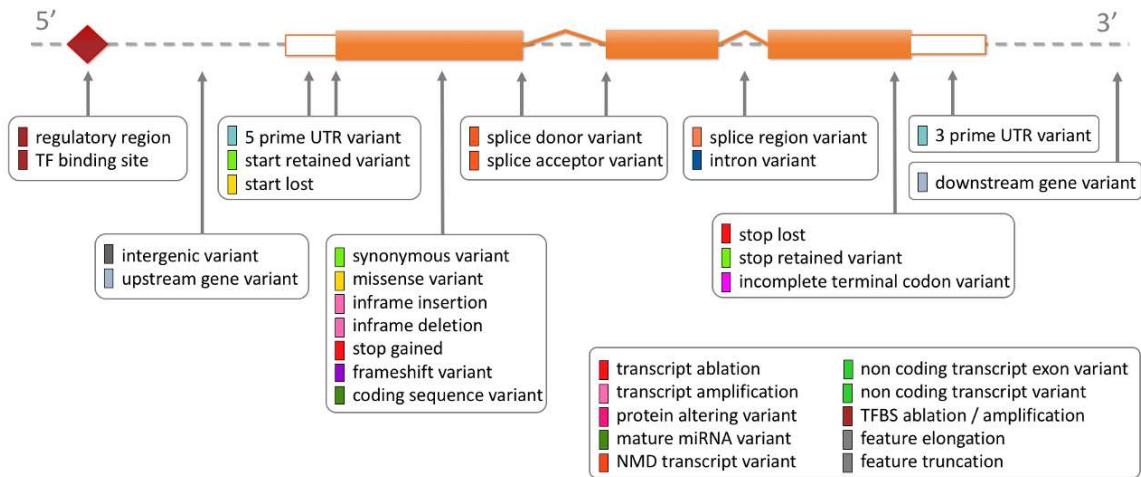 5′
3′
regulatory region
TF binding site
5 prime UTR variant
start retained variant
start lost
splice donor variant
splice acceptor variant
splice region variant
intron variant
3 prime UTR variant
downstream gene variant
intergenic variant
upstream gene variant
synonymous variant
missense variant
inframe insertion
inframe deletion
stop gained
frameshift variant
coding sequence variant
stop lost
stop retained variant
incomplete terminal codon variant
transcript ablation
transcript amplification
protein altering variant
mature miRNA variant
NMD transcript variant
non coding transcript exon variant
non coding transcript variant
TFBS ablation / amplification
feature elongation
feature truncation